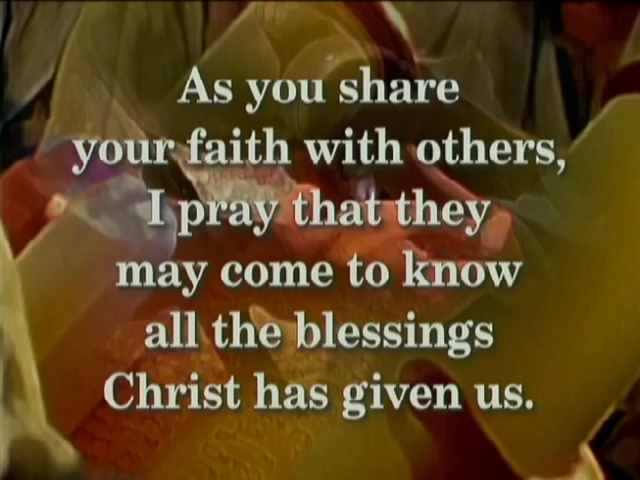 As you share
your faith with others,
I pray that they
may come to know
all the blessings
Christ has given us.